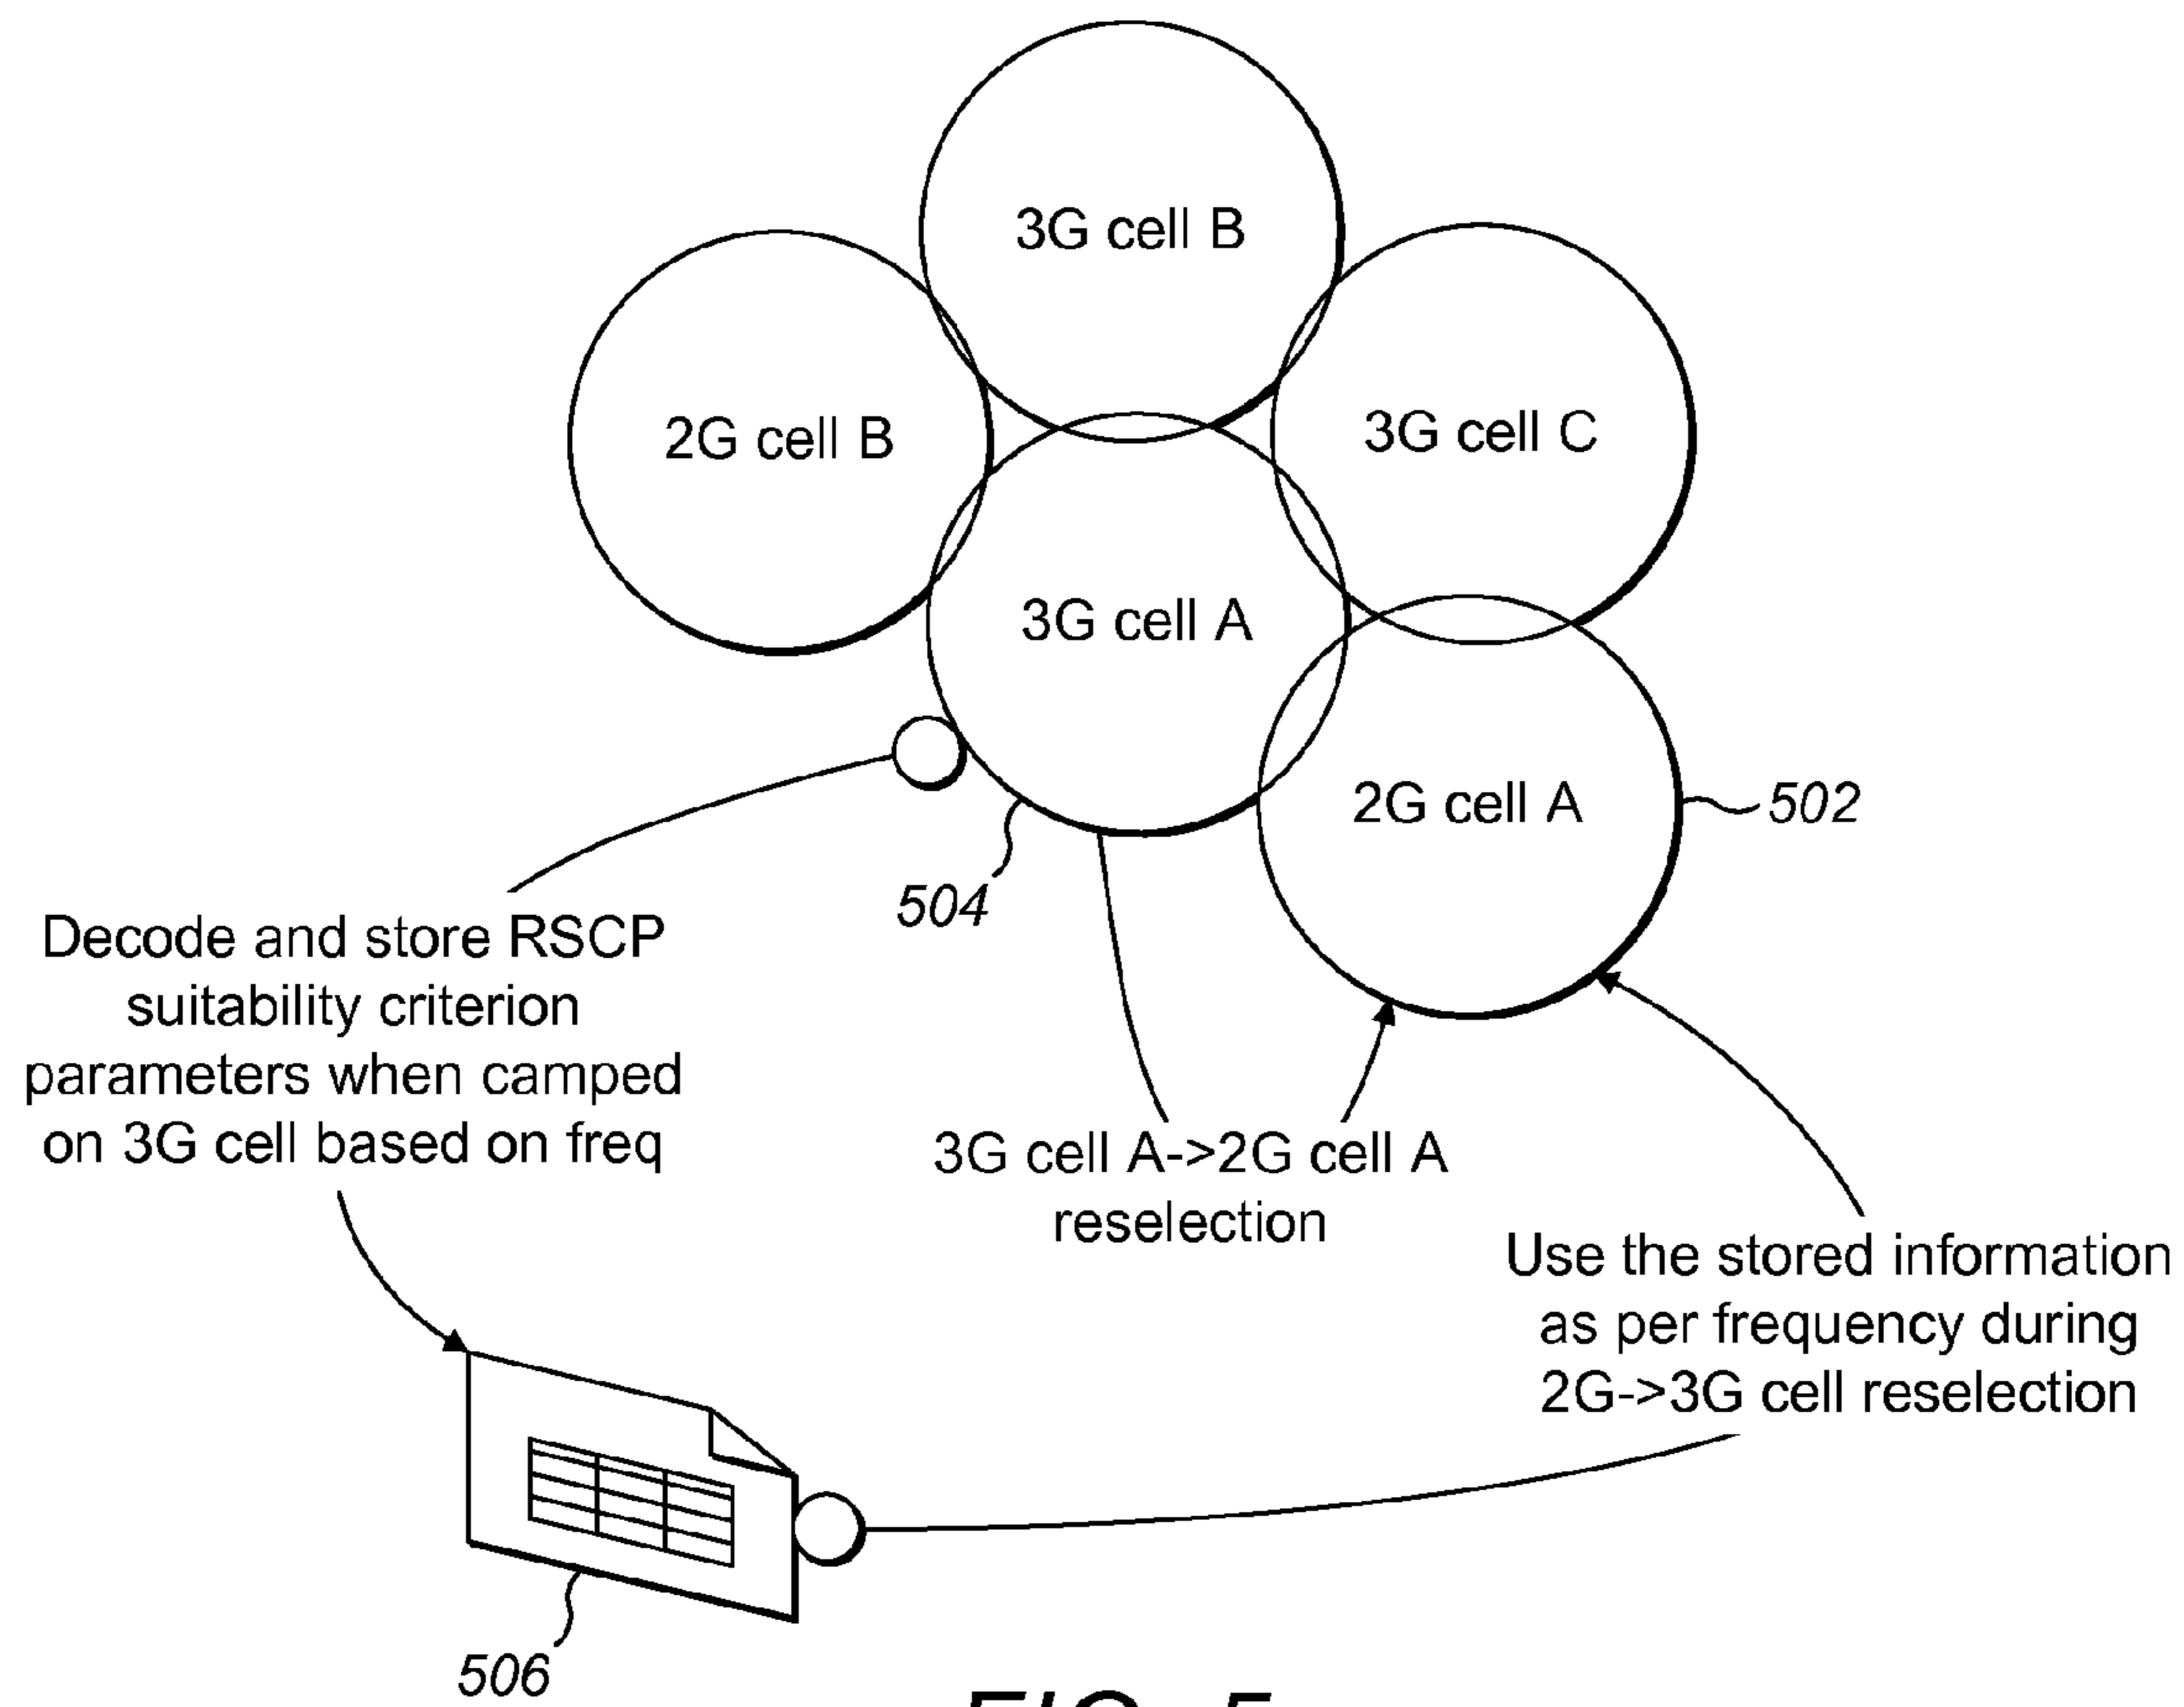 3G cell B
2G cell B
3G cell C
3G cell A
2G cell A
502
504
Decode and store RSCP
suitability criterion
parameters when camped
on 3G cell based on freq
3G cell A->2G cell A
reselection
Use the stored information
as per frequency during
2G->3G cell reselection
506
FIG. 5